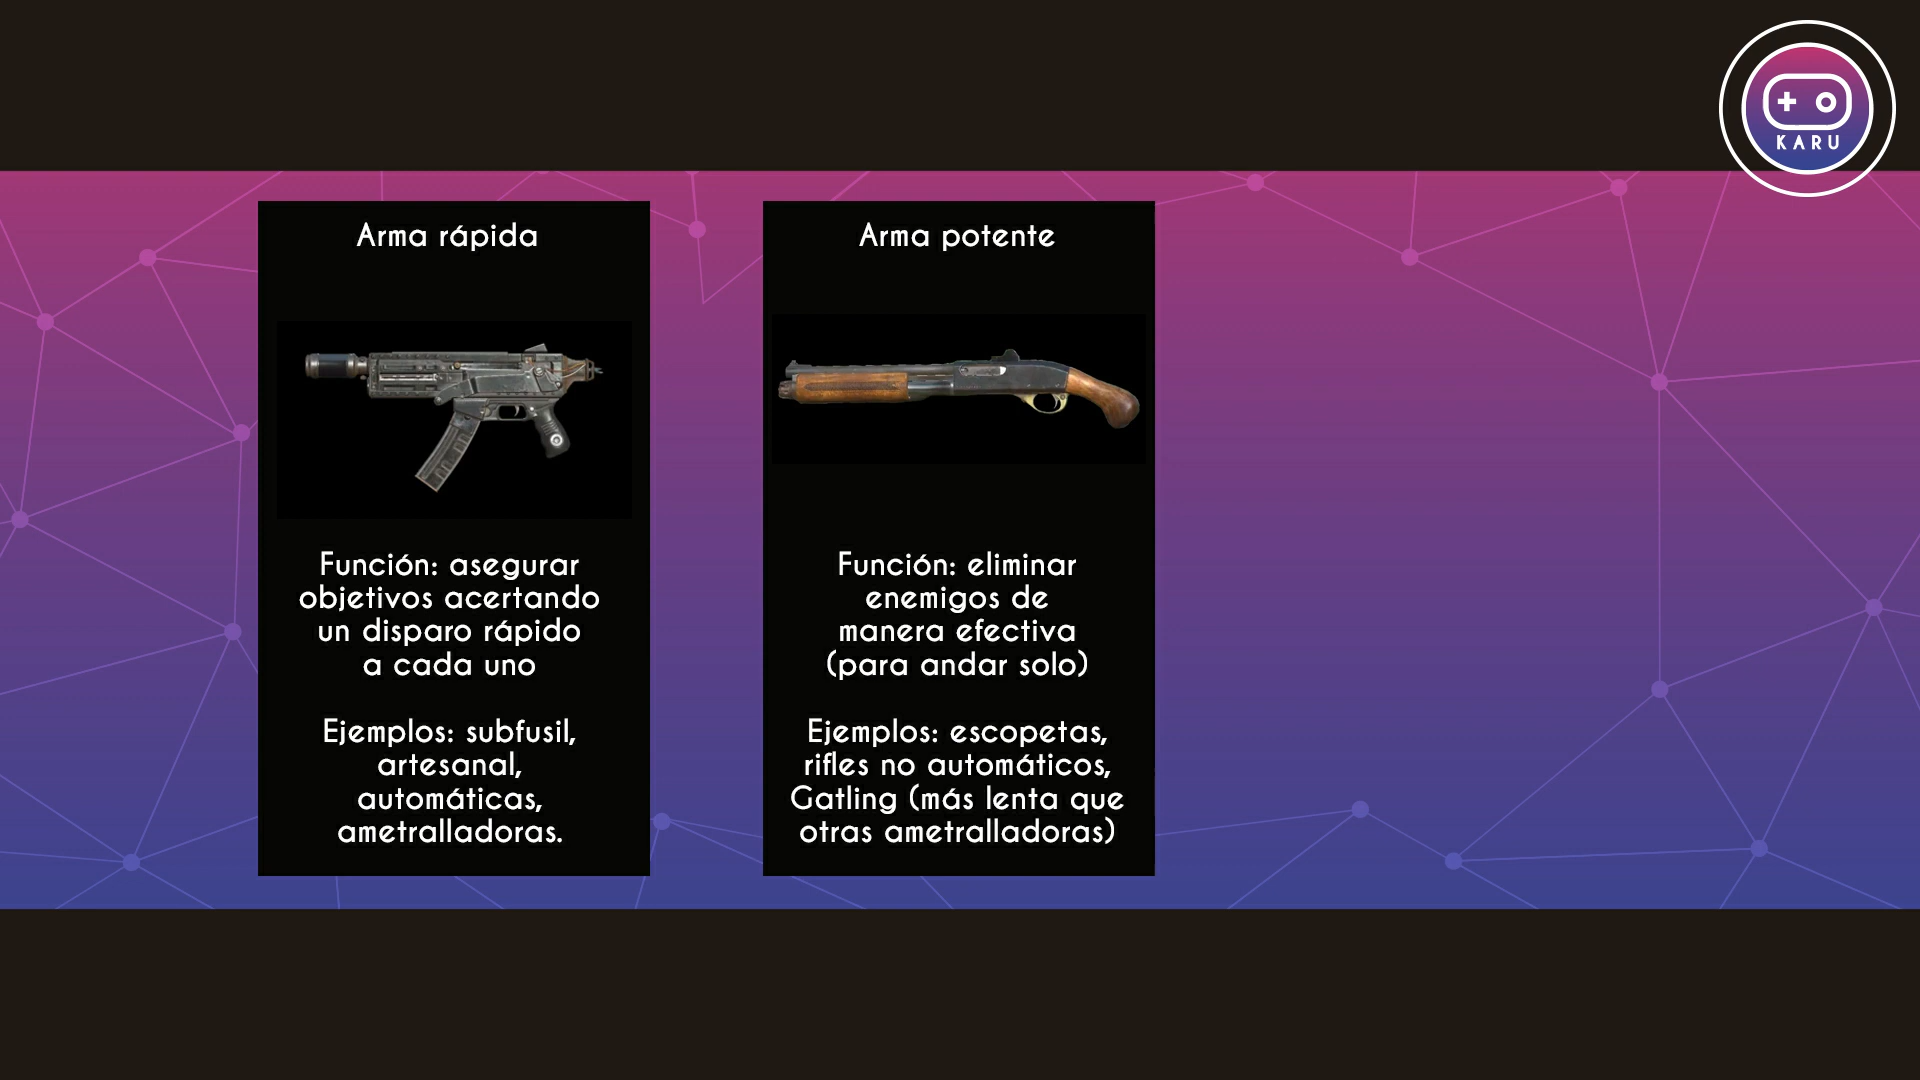 KARU
Arma rápida
Función: asegurar
objetivos acertando
un disparo rápido
a cada uno
Ejemplos: subfusil,
artesanal,
automáticas,
ametralladoras.
Arma potente
Función: eliminar
enemigos de
manera efectiva
(para andar solo)
Ejemplos: escopetas,
rifles no automáticos,
Gatling (más lenta que
otras ametralladoras)